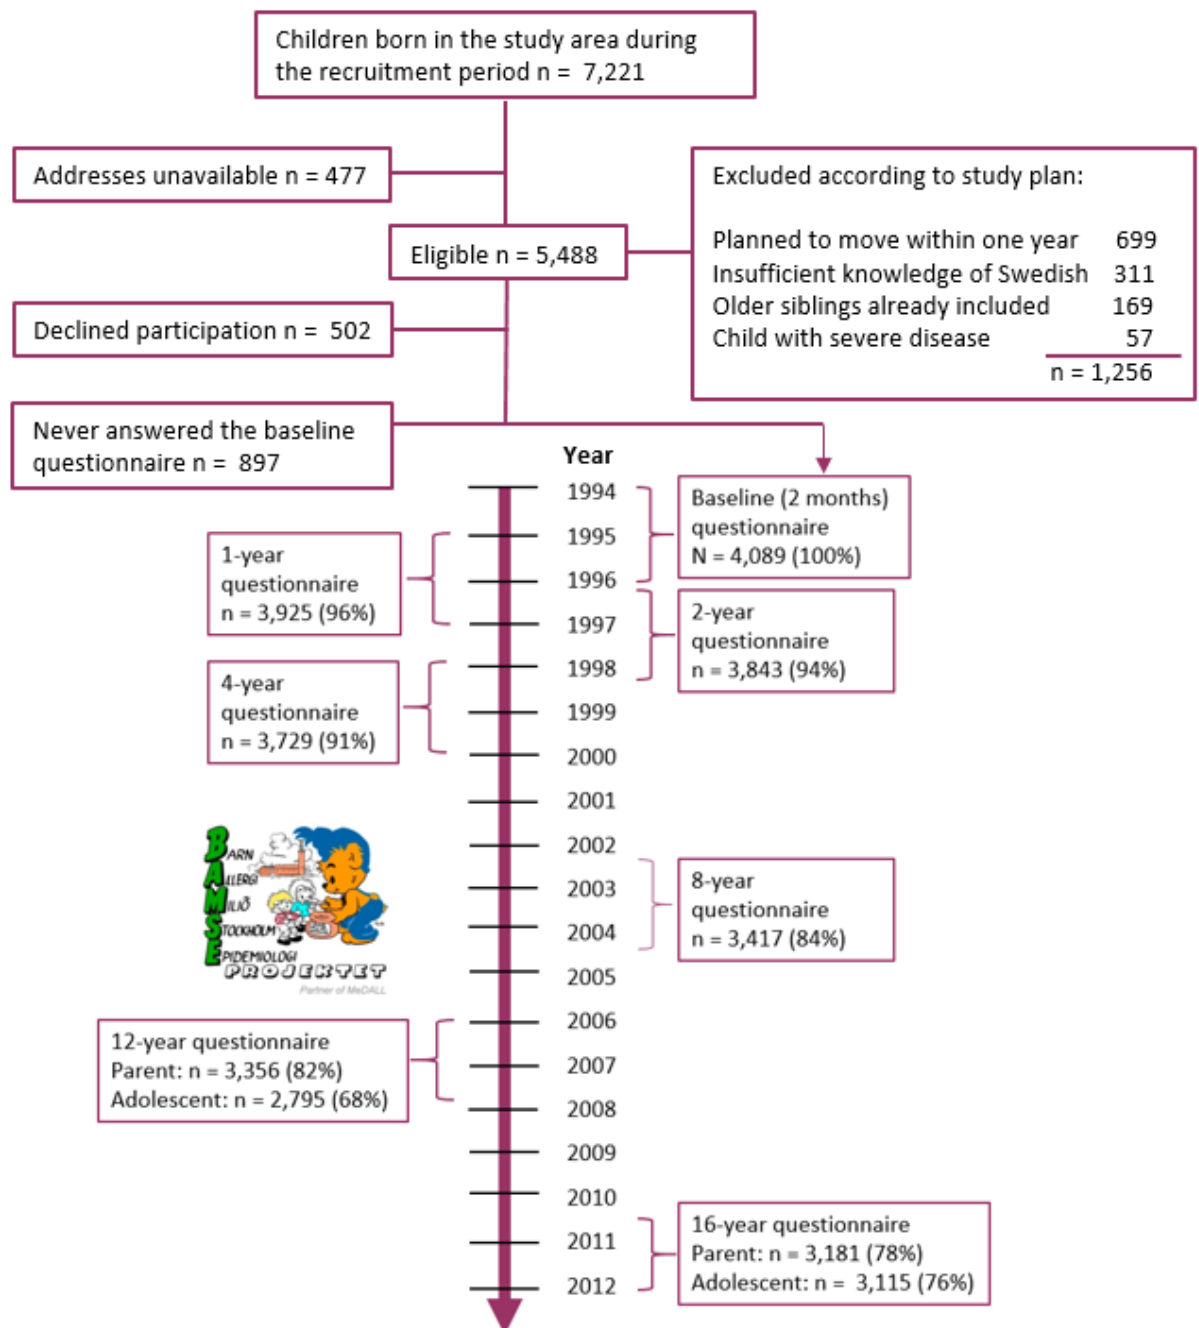 Children born in the study area during
the recruitment period n = 7,221
Addresses unavailable n = 477
Excluded according to study plan:
Planned to move within one year 699
Insufficient knowledge of Swedish 311
Older siblings already included 169
Child with severe disease 57
n = 1,256
Eligible n = 5,488
Declined participation n = 502
Never answered the baseline
questionnaire n = 897
Year
1994
1995
1996
1997
1998
1999
2000
2001
2002
2003
2004
2005
2006
2007
2008
2009
2010
2011
2012
Baseline (2 months)
questionnaire
N = 4,089 (100%)
1-year
questionnaire
n = 3,925 (96%)
2-year
questionnaire
n = 3,843 (94%)
4-year
questionnaire
n = 3,729 (91%)
BARN
ALLERGI
MILIÖ
STOCKHOLM
EPIDEMIOLOGI
PROJEKTET
Partner of MeDALL
8-year
questionnaire
n = 3,417 (84%)
12-year questionnaire
Parent: n = 3,356 (82%)
Adolescent: n = 2,795 (68%)
16-year questionnaire
Parent: n = 3,181 (78%)
Adolescent: n = 3,115 (76%)